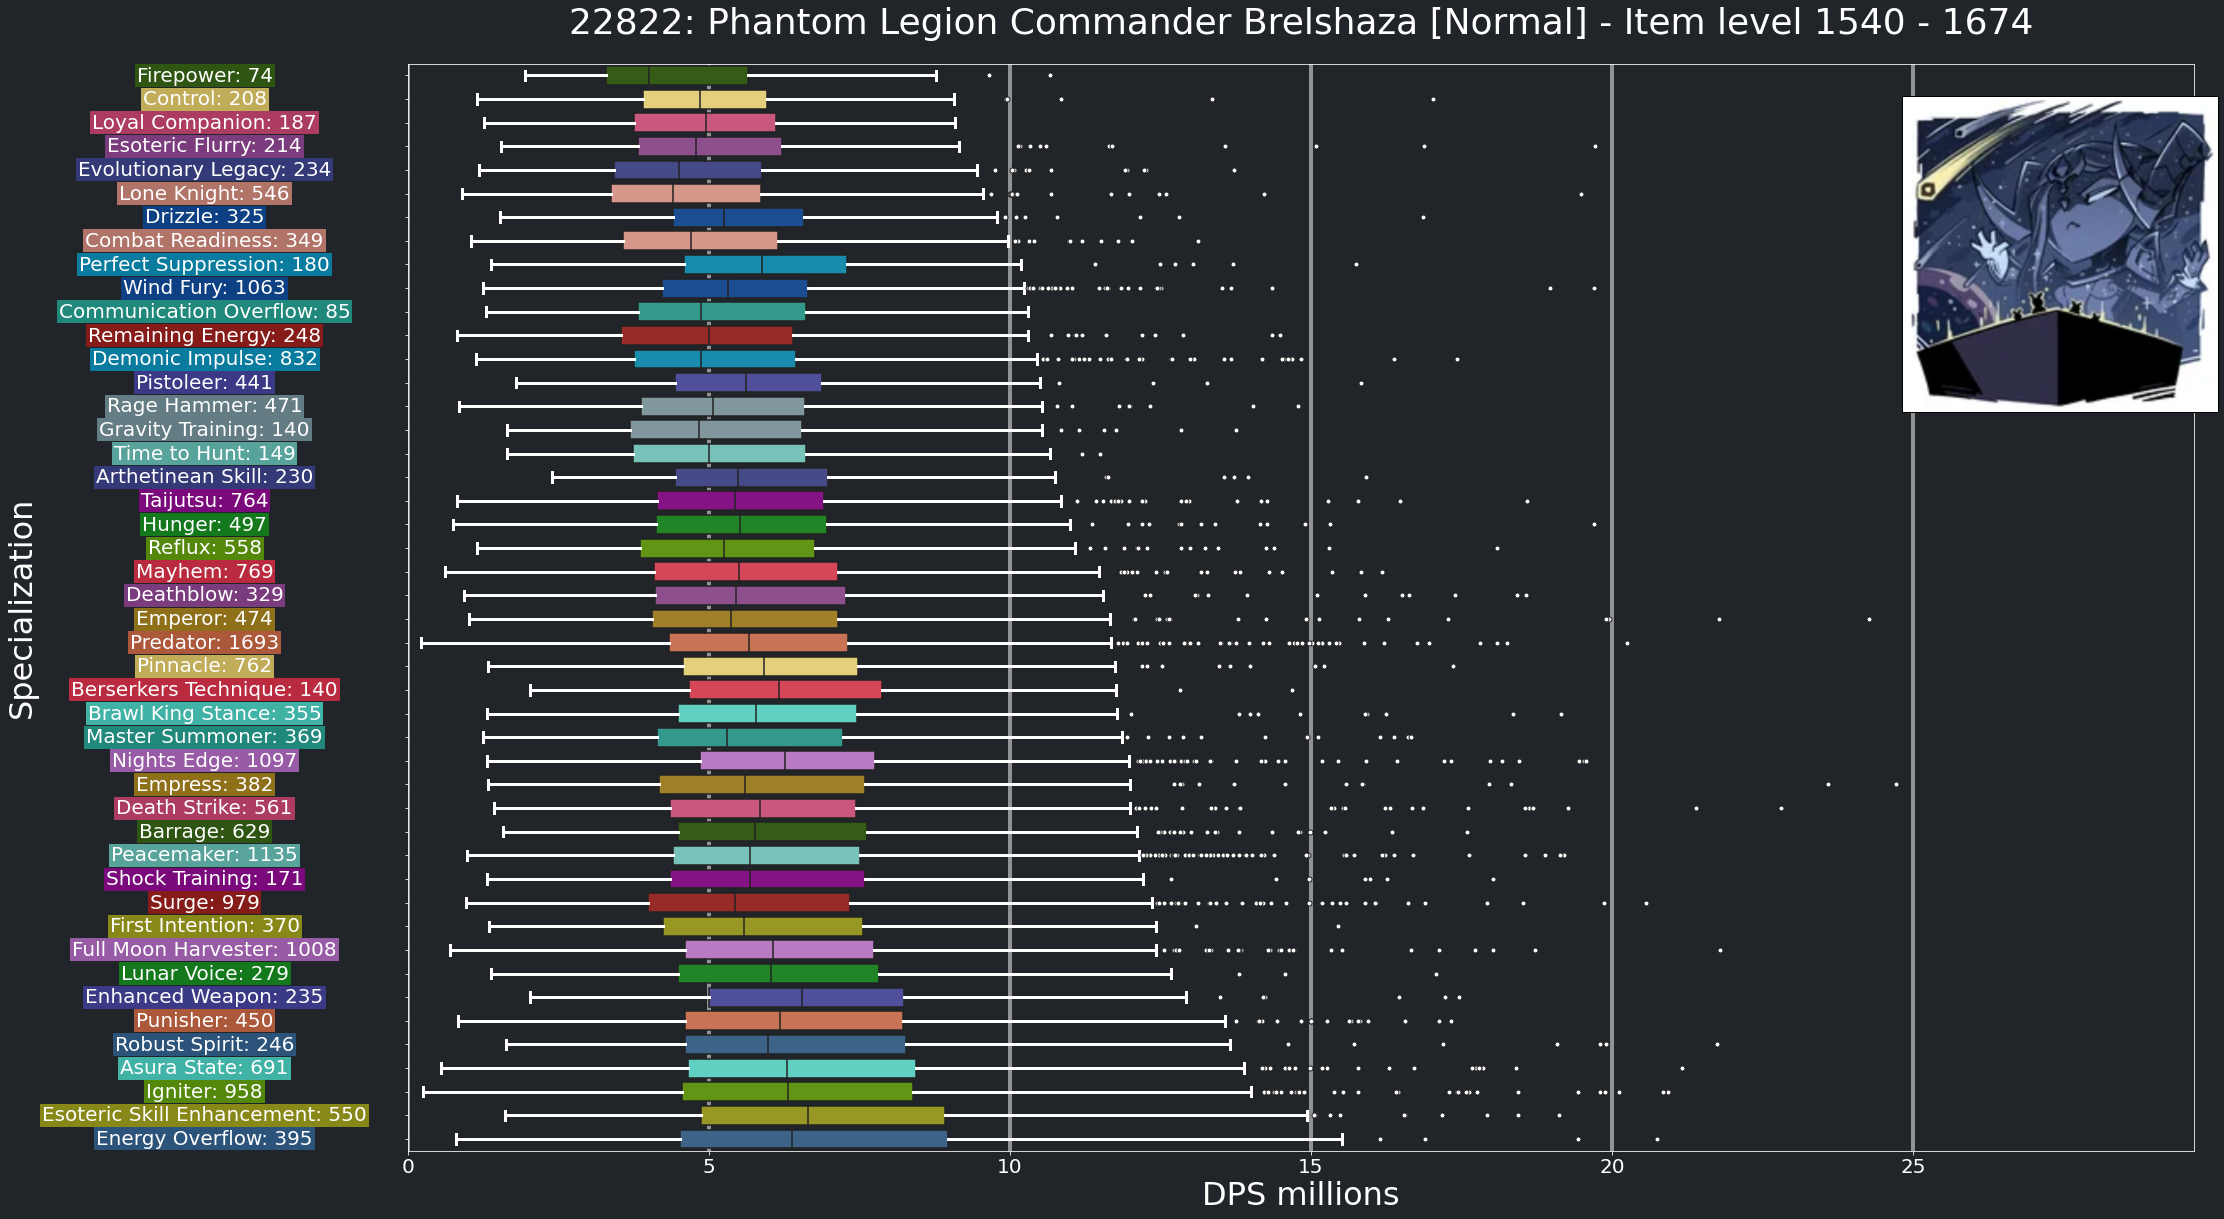 22822: Phantom Legion Commander Brelshaza [Normal] - Item level 1540 - 1674
Specialization
Firepower: 74
Control: 208
Loyal Companion: 187
Esoteric Flurry: 214
Evolutionary Legacy: 234
Lone Knight: 546
Drizzle: 325
Combat Readiness: 349
Perfect Suppression: 180
Wind Fury: 1063
Communication Overflow: 85
Remaining Energy: 248
Demonic Impulse: 832
Pistoleer: 441
Rage Hammer: 471
Gravity Training: 140
Time to Hunt: 149
Arthetinean Skill: 230
Taijutsu: 764
Hunger: 497
Reflux: 558
Mayhem: 769
Deathblow: 329
Emperor: 474
Predator: 1693
Pinnacle: 762
Berserkers Technique: 140
Brawl King Stance: 355
Master Summoner: 369
Nights Edge: 1097
Empress: 382
Death Strike: 561
Barrage: 629
Peacemaker: 1135
Shock Training: 171
Surge: 979
First Intention: 370
Full Moon Harvester: 1008
Lunar Voice: 279
Enhanced Weapon: 235
Punisher: 450
Robust Spirit: 246
Asura State: 691
Igniter: 958
Esoteric Skill Enhancement: 550
Energy Overflow: 395
0 5 10 15 20 25
DPS millions